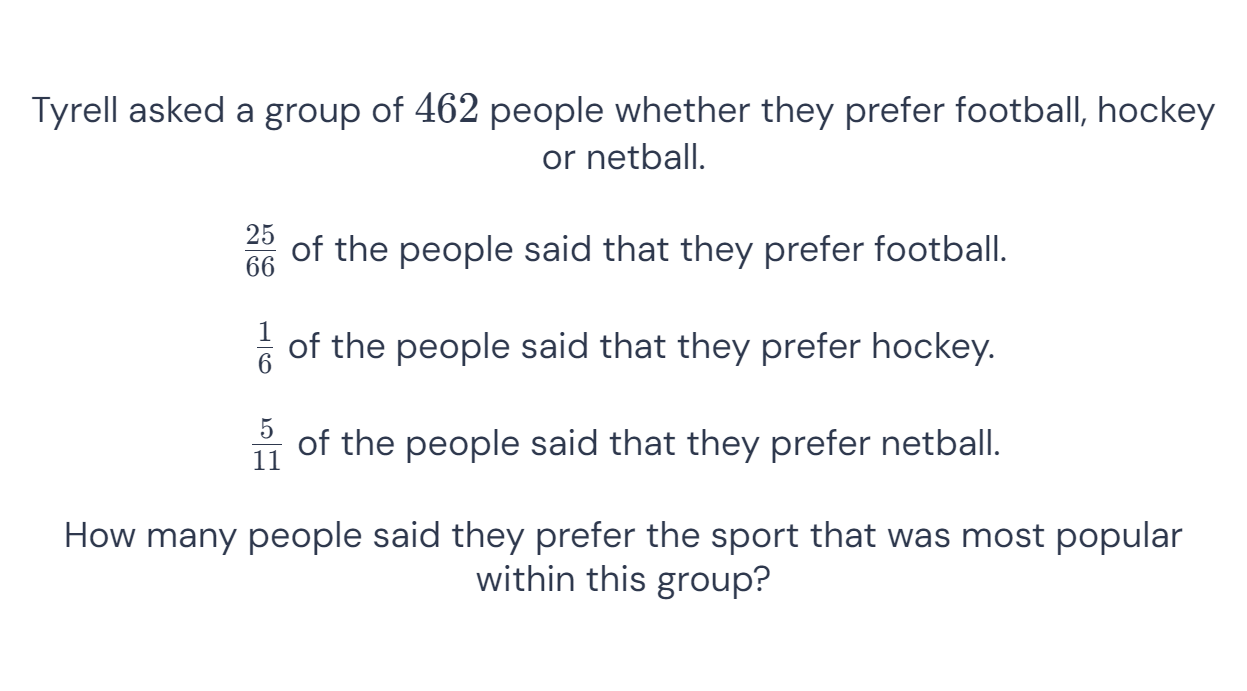 Tyrell asked a group of 462 people whether they prefer football, hockey
or netball.
25/66 of the people said that they prefer football.
1/6 of the people said that they prefer hockey.
5/11 of the people said that they prefer netball.
How many people said they prefer the sport that was most popular
within this group?